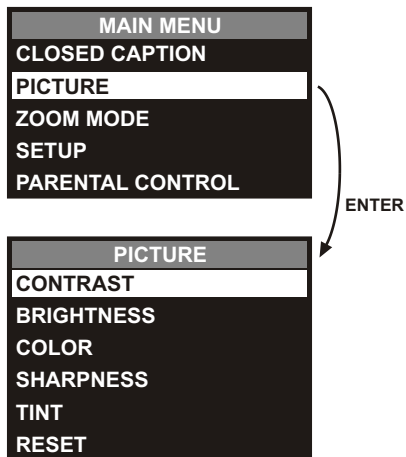 MAIN MENU
CLOSED CAPTION
PICTURE
ZOOM MODE
SETUP
PARENTAL CONTROL
ENTER
PICTURE
CONTRAST
BRIGHTNESS
COLOR
SHARPNESS
TINT
RESET